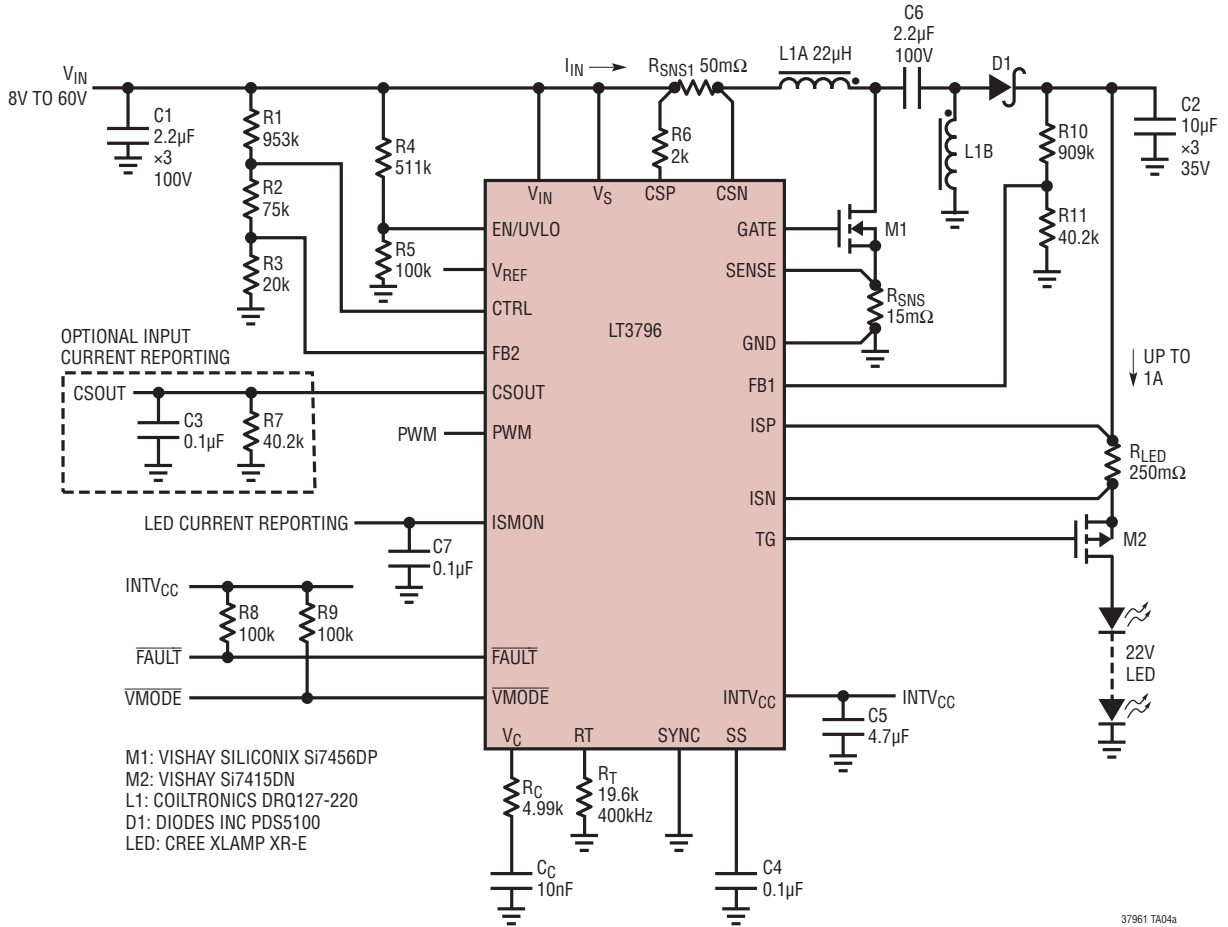 VIN
8V TO 60V
C1
2.2µF
×3
100V
R1
953k
R2
75k
R3
20k
R4
511k
R5
100k
IIN
RSNS1 50mΩ
R6
2k
L1A 22µH
C6
2.2µF
100V
D1
L1B
R10
909k
R11
40.2k
C2
10µF
×3
35V
VIN
VS
CSP
CSN
EN/UVLO
VREF
CTRL
FB2
CSOUT
PWM
ISMON
FAULT
VMODE
LT3796
GATE
SENSE
GND
FB1
ISP
ISN
TG
INTVCC
VC
RT
SYNC
SS
M1
RSNS
15mΩ
UP TO
1A
RLED
250mΩ
M2
22V
LED
OPTIONAL INPUT
CURRENT REPORTING
CSOUT
C3
0.1µF
R7
40.2k
PWM
LED CURRENT REPORTING
C7
0.1µF
INTVCC
R8
100k
R9
100k
FAULT
VMODE
INTVCC
C5
4.7µF
RC
4.99k
CC
10nF
RT
19.6k
400kHz
C4
0.1µF
M1: VISHAY SILICONIX Si7456DP
M2: VISHAY Si7415DN
L1: COILTRONICS DRQ127-220
D1: DIODES INC PDS5100
LED: CREE XLAMP XR-E
37961 TA04a